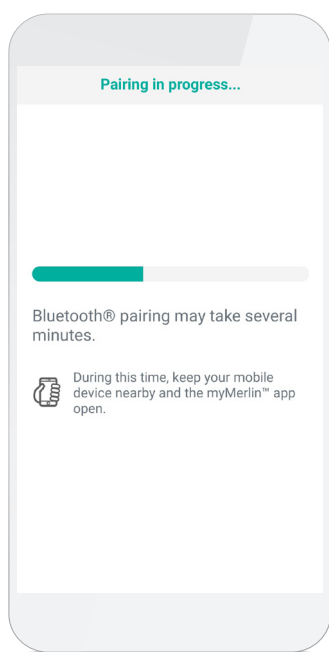 Pairing in progress...
Bluetooth® pairing may take several
minutes.
During this time, keep your mobile
device nearby and the myMerlin™ app
open.